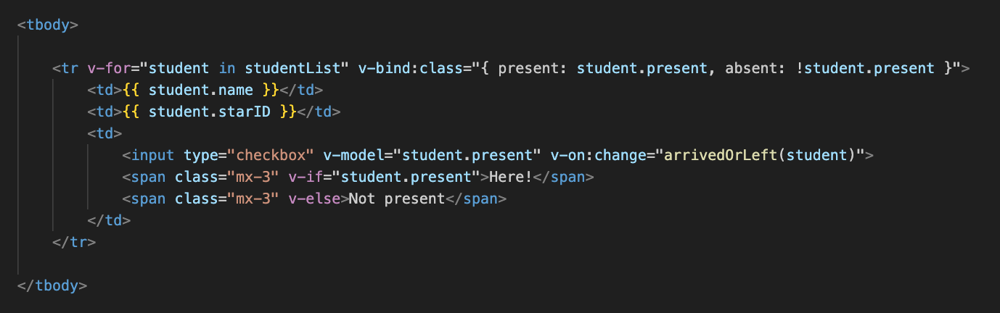 <tbody>
<tr v-for="student in studentList" v-bind:class="{ present: student.present, absent: !student.present }">
<td>{{ student.name }}</td>
<td>{{ student.starID }}</td>
<td>
<input type="checkbox" v-model="student.present" v-on:change="arrivedOrLeft(student)">
<span class="mx-3" v-if="student.present">Here!</span>
<span class="mx-3" v-else>Not present</span>
</td>
</tr>
</tbody>